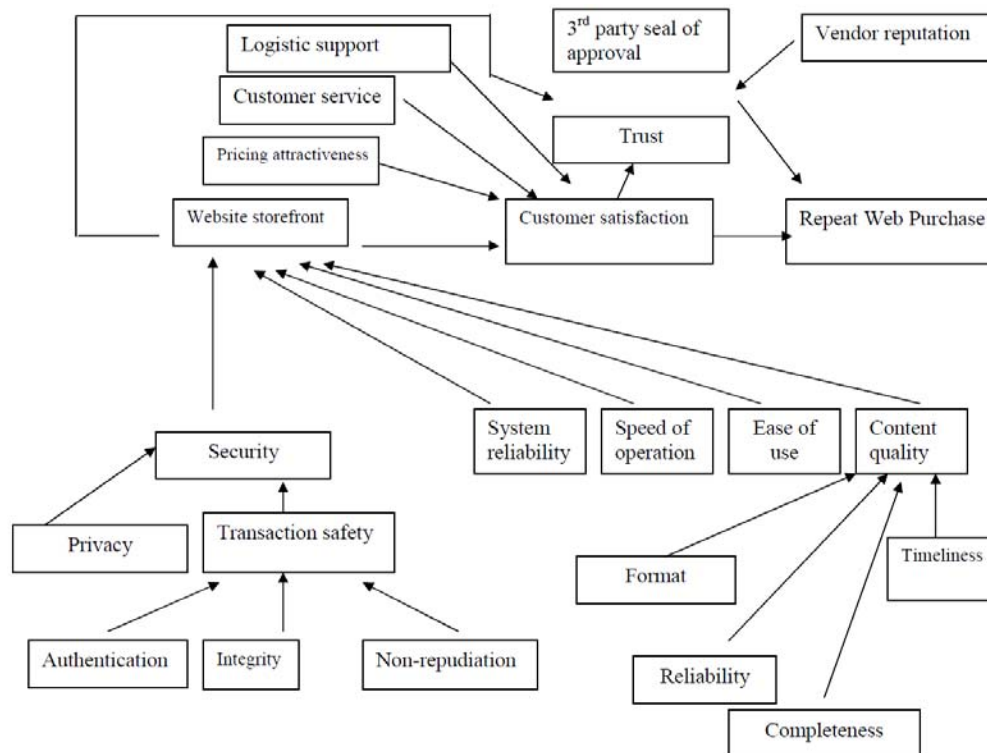 Logistic support
3rd party seal of
approval
Vendor reputation
Customer service
Trust
Pricing attractiveness
Website storefront
Customer satisfaction
Repeat Web Purchase
System
reliability
Speed of
operation
Ease of
use
Content
quality
Security
Privacy
Transaction safety
Format
Timeliness
Authentication
Integrity
Non-repudiation
Reliability
Completeness